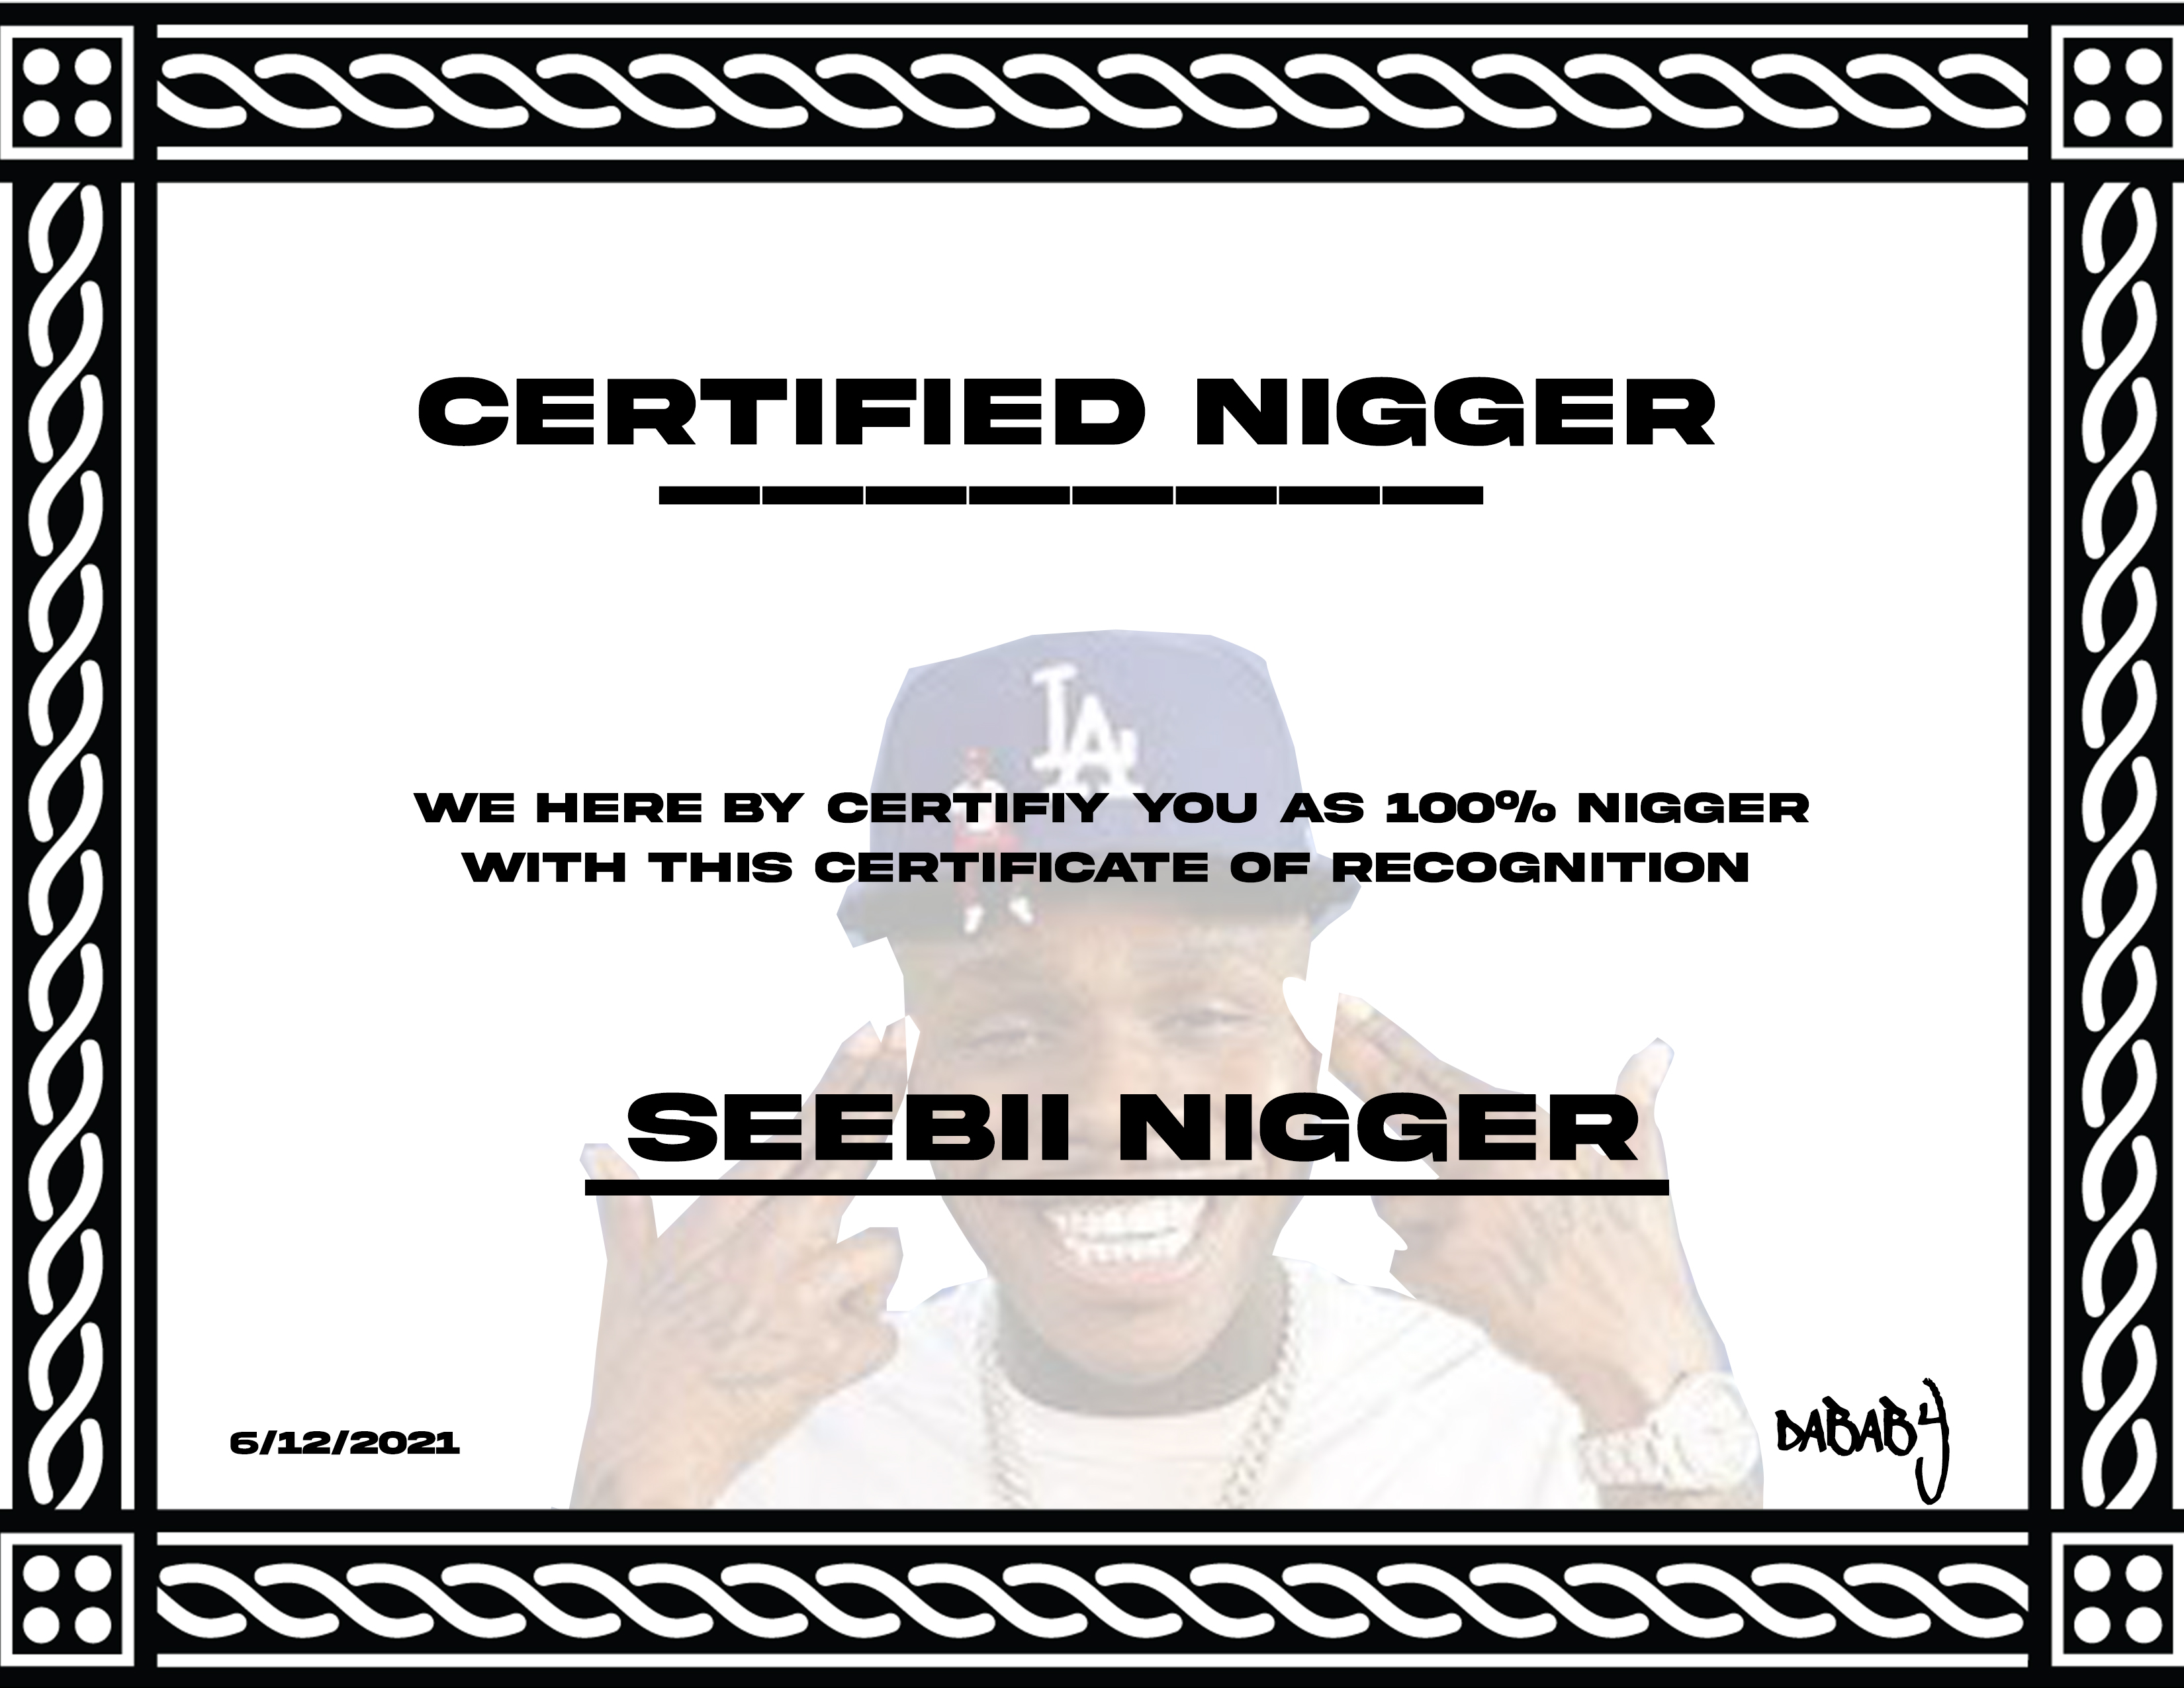 CERTIFIED NIGGER
LA
WE HERE BY CERTIFIY YOU AS 100% NIGGER
WITH THIS CERTIFICATE OF RECOGNITION
SEEBII NIGGER
6/12/2021
DABABY